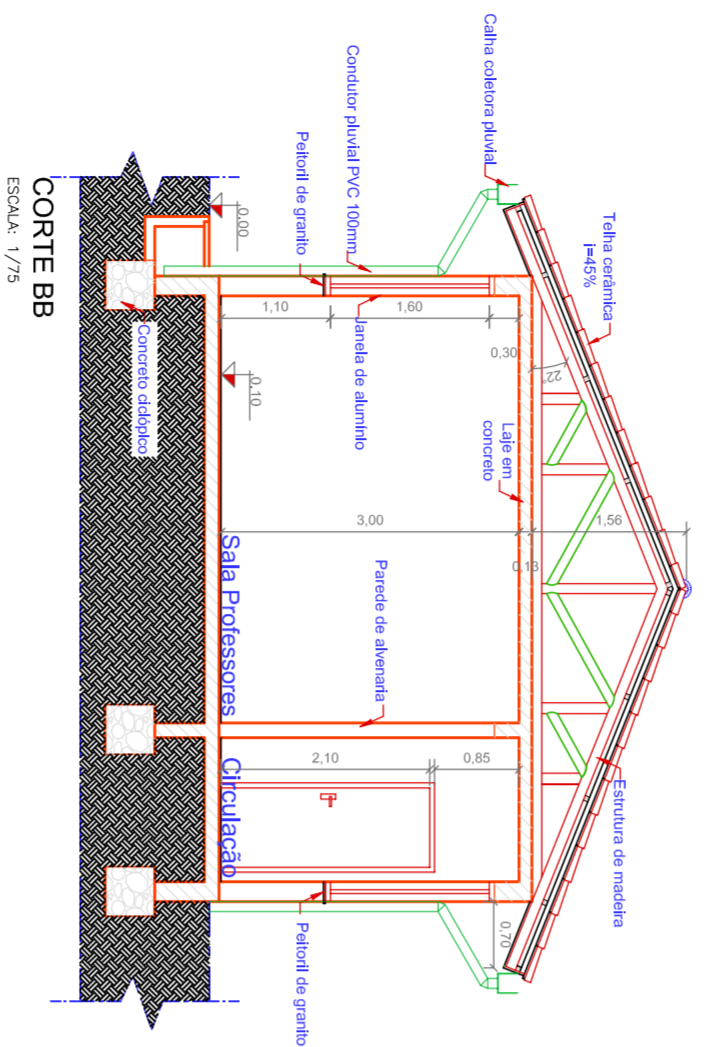 Telha cerâmica
i=45%
Estrutura de madeira
Calha coletora pluvial
1,56
22°
0,13
0,30
0,70
Laje em
concreto
Condutor pluvial PVC 100mm
Janela de alumínio
Peitoril de granito
1,60
1,10
3,00
Parede de alvenaria
0,85
2,10
Peitoril de granito
0.00
0.10
Sala Professores
Circulação
Concreto ciclópico
CORTE BB
ESCALA: 1/75